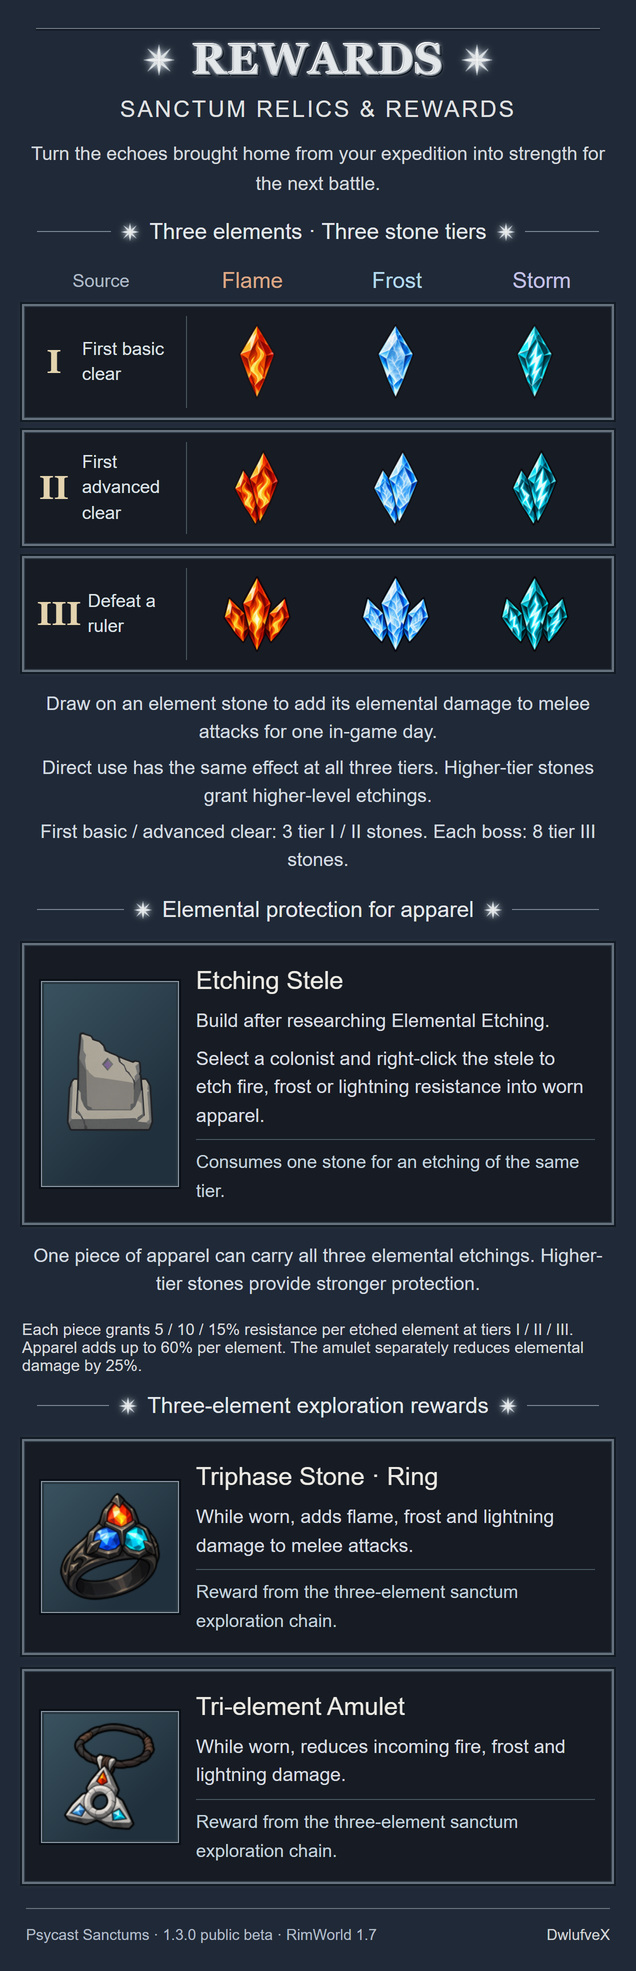 REWARDS
SANCTUM RELICS & REWARDS
Turn the echoes brought home from your expedition into strength for
the next battle.
Three elements · Three stone tiers
Source Flame Frost Storm
I First basic
clear
II First
advanced
clear
III Defeat a
ruler
Draw on an element stone to add its elemental damage to melee
attacks for one in-game day.
Direct use has the same effect at all three tiers. Higher-tier stones
grant higher-level etchings.
First basic / advanced clear: 3 tier I / II stones. Each boss: 8 tier III
stones.
Elemental protection for apparel
Etching Stele
Build after researching Elemental Etching.
Select a colonist and right-click the stele to
etch fire, frost or lightning resistance into worn
apparel.
Consumes one stone for an etching of the same
tier.
One piece of apparel can carry all three elemental etchings. Higher-
tier stones provide stronger protection.
Each piece grants 5 / 10 / 15% resistance per etched element at tiers I / II / III.
Apparel adds up to 60% per element. The amulet separately reduces elemental
damage by 25%.
Three-element exploration rewards
Triphase Stone · Ring
While worn, adds flame, frost and lightning
damage to melee attacks.
Reward from the three-element sanctum
exploration chain.
Tri-element Amulet
While worn, reduces incoming fire, frost and
lightning damage.
Reward from the three-element sanctum
exploration chain.
Psycast Sanctums · 1.3.0 public beta · RimWorld 1.7 DwlufveX